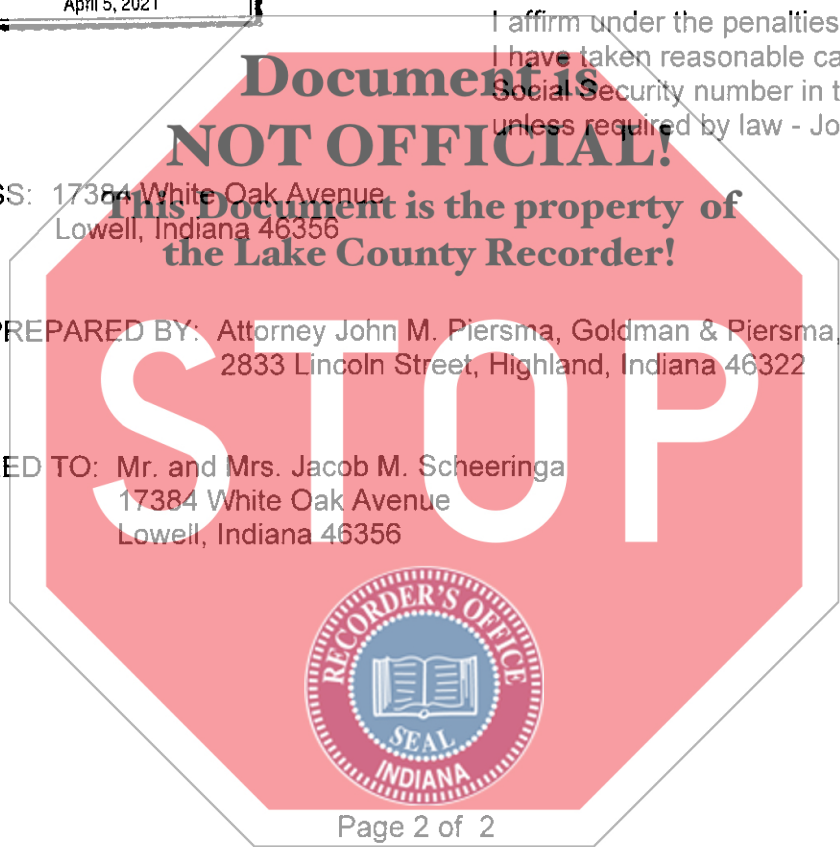 April 5, 2021
I affirm under the penalties
I have taken reasonable ca
Social Security number in t
unless required by law - Jo
Document is
NOT OFFICIAL!
This Document is the property of
the Lake County Recorder!
SS: 17384 White Oak Avenue
Lowell, Indiana 46356
PREPARED BY: Attorney John M. Piersma, Goldman & Piersma,
2833 Lincoln Street, Highland, Indiana 46322
STOP
ED TO: Mr. and Mrs. Jacob M. Scheeringa
17384 White Oak Avenue
Lowell, Indiana 46356
RECORDER'S OFFICE
SEAL
INDIANA
Page 2 of 2